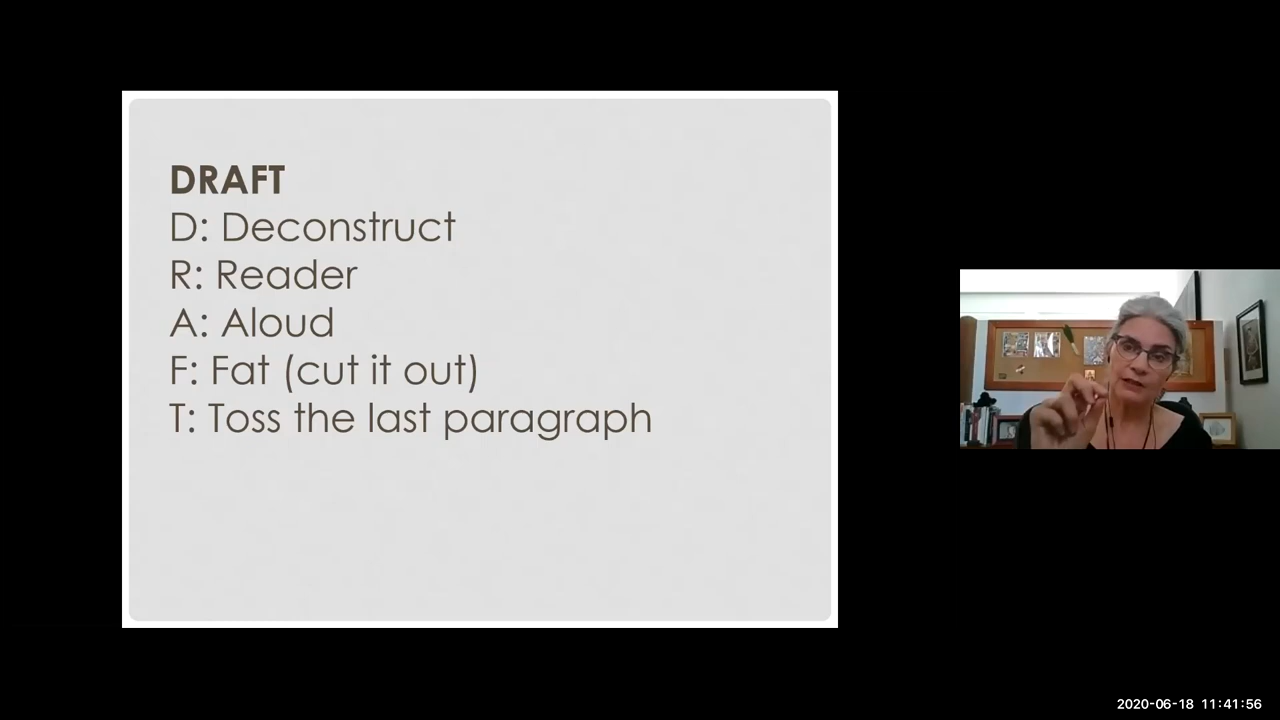 DRAFT
D: Deconstruct
R: Reader
A: Aloud
F: Fat (cut it out)
T: Toss the last paragraph
2020-06-18 11:41:56